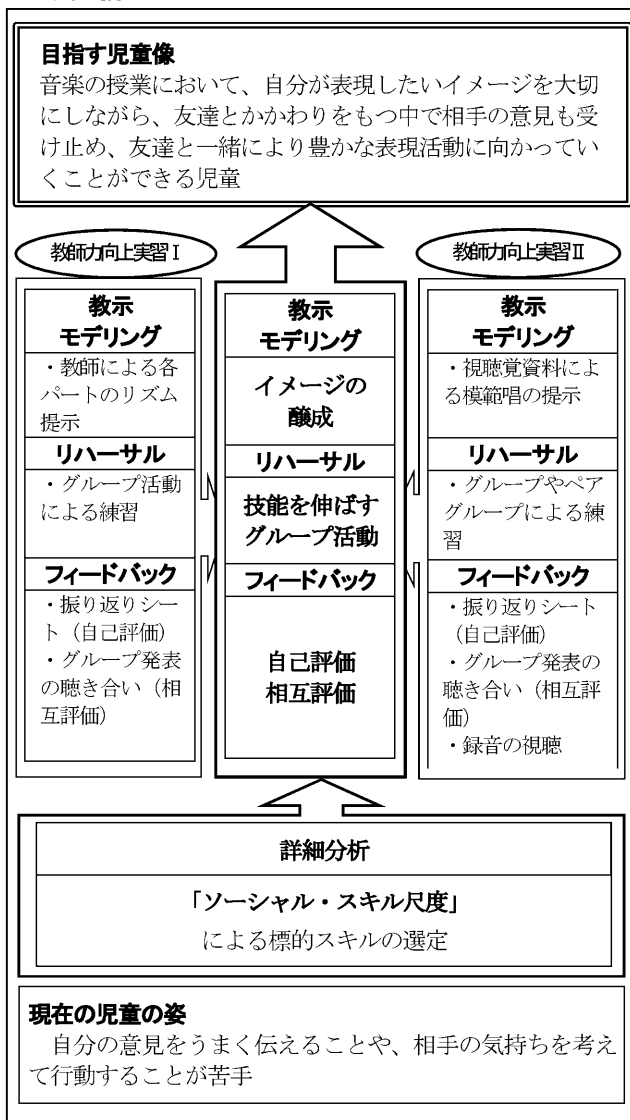 目指す児童像
音楽の授業において、自分が表現したいイメージを大切
にしながら、友達とかかわりをもつ中で相手の意見も受
け止め、友達と一緒により豊かな表現活動に向かってい
くことができる児童
教師力向上実習Ⅰ
教示
モデリング
・教師による各
パートのリズム
提示
リハーサル
・グループ活動
による練習
フィードバック
・振り返りシー
ト（自己評価）
・グループ発表
の聴き合い（相
互評価）
教示
モデリング
イメージの
醸成
リハーサル
技能を伸ばす
グループ活動
フィードバック
自己評価
相互評価
教師力向上実習Ⅱ
教示
モデリング
・視聴覚資料によ
る模範唱の提示
リハーサル
・グループやペア
グループによる練
習
フィードバック
・振り返りシート
（自己評価）
・グループ発表の
聴き合い（相互評
価）
・録音の視聴
詳細分析
「ソーシャル・スキル尺度」
による標的スキルの選定
現在の児童の姿
自分の意見をうまく伝えることや、相手の気持ちを考え
て行動することが苦手